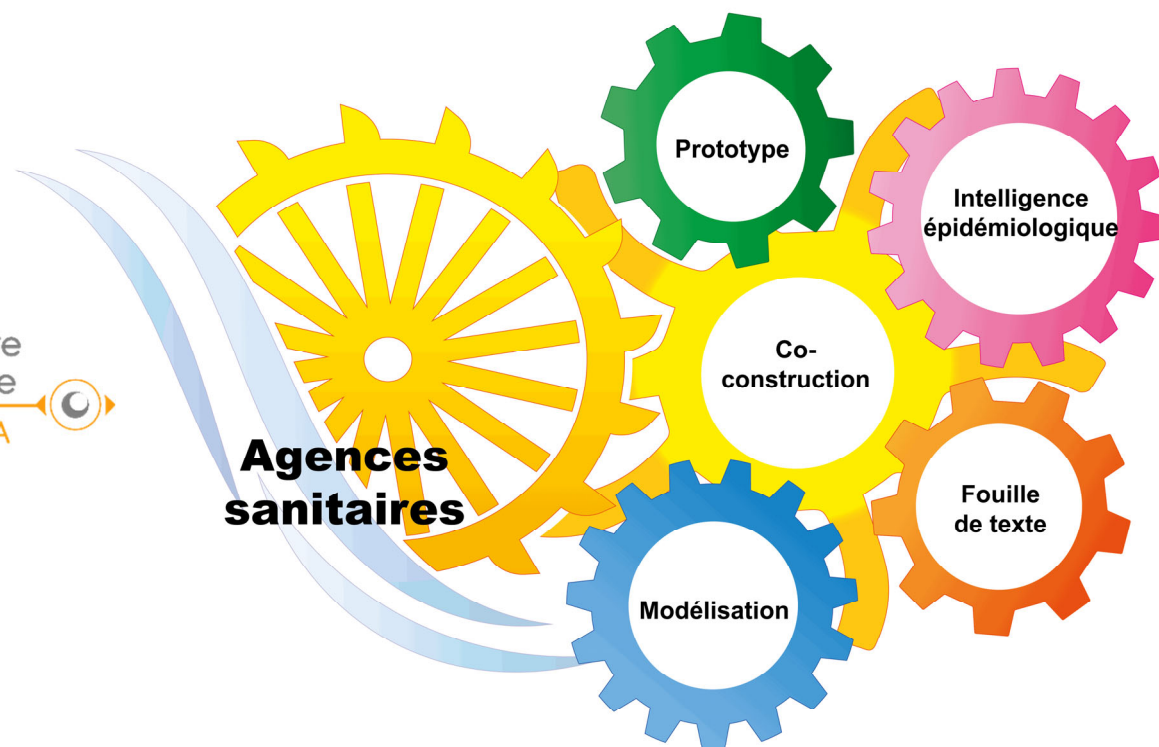 Prototype
Intelligence
épidémiologique
Co-
construction
Agences
sanitaires
Fouille
de texte
Modélisation